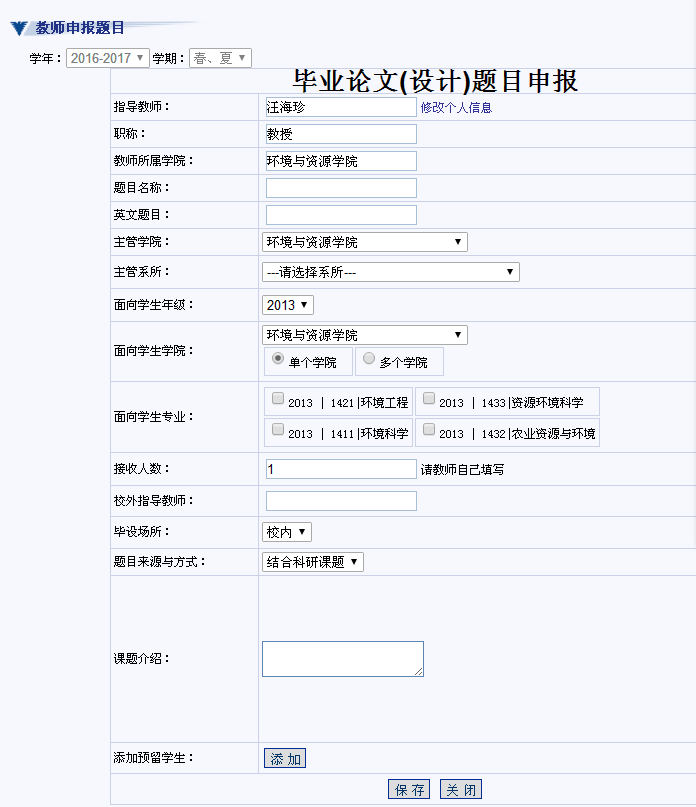 教师申报题目
学年：2016-2017 学期：春、夏
毕业论文(设计)题目申报
指导教师： 汪海珍 修改个人信息
职称： 教授
教师所属学院： 环境与资源学院
题目名称：
英文题目：
主管学院： 环境与资源学院
主管系所： ---请选择系所---
面向学生年级： 2013
面向学生学院： 环境与资源学院
单个学院 多个学院
面向学生专业： 2013 | 1421|环境工程 2013 | 1433|资源环境科学
2013 | 1411|环境科学 2013 | 1432|农业资源与环境
接收人数： 1 请教师自己填写
校外指导教师：
毕设场所： 校内
题目来源与方式： 结合科研课题
课题介绍：
添加预留学生： 添 加
保 存 关 闭